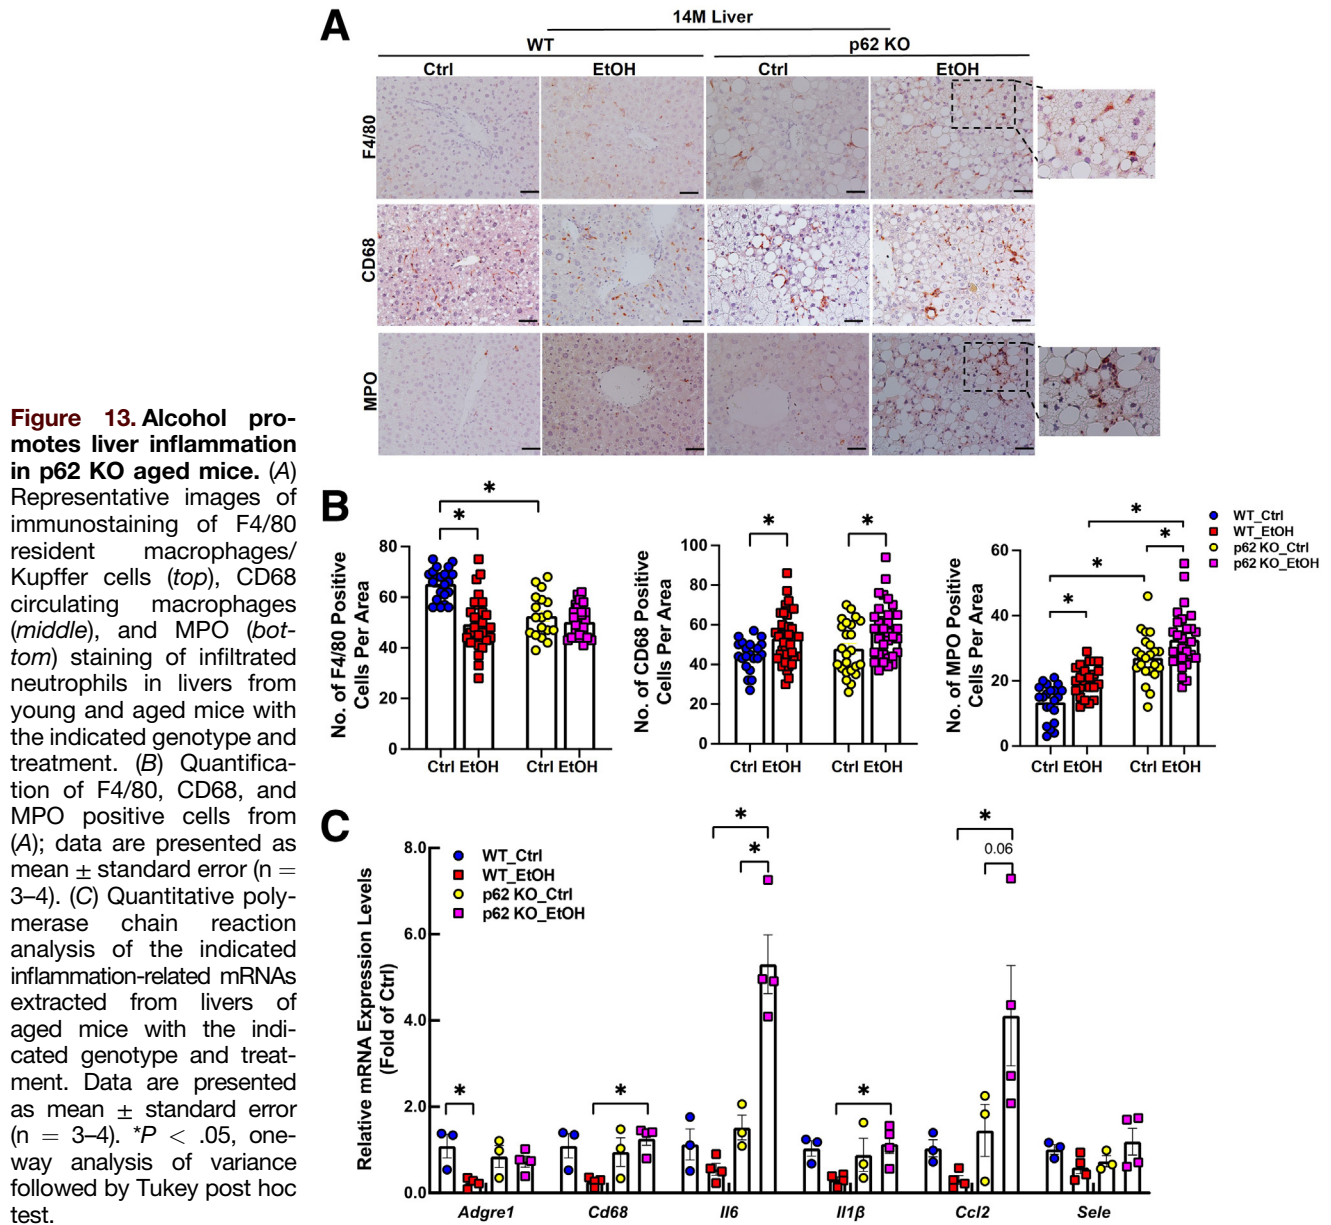 A
14M Liver
WT
p62 KO
Ctrl
EtOH
Ctrl
EtOH
F4/80
CD68
MPO
Figure 13. Alcohol pro-
motes liver inflammation
in p62 KO aged mice. (A)
Representative images of
immunostaining of F4/80
resident macrophages/
Kupffer cells (top), CD68
circulating macrophages
(middle), and MPO (bot-
tom) staining of infiltrated
neutrophils in livers from
young and aged mice with
the indicated genotype and
treatment. (B) Quantifica-
tion of F4/80, CD68, and
MPO positive cells from
(A); data are presented as
mean ± standard error (n =
3–4). (C) Quantitative poly-
merase chain reaction
analysis of the indicated
inflammation-related mRNAs
extracted from livers of
aged mice with the indi-
cated genotype and treat-
ment. Data are presented
as mean ± standard error
(n = 3–4). *P < .05, one-
way analysis of variance
followed by Tukey post hoc
test.
B
No. of F4/80 Positive
Cells Per Area
80
60
40
20
0
*
*
Ctrl EtOH
Ctrl EtOH
No. of CD68 Positive
Cells Per Area
100
80
60
40
20
0
*
*
Ctrl EtOH
Ctrl EtOH
No. of MPO Positive
Cells Per Area
60
40
20
0
*
*
*
*
Ctrl EtOH
Ctrl EtOH
WT_Ctrl
WT_EtOH
p62 KO_Ctrl
p62 KO_EtOH
C
Relative mRNA Expression Levels
(Fold of Ctrl)
8.0
6.0
4.0
2.0
0.0
WT_Ctrl
WT_EtOH
p62 KO_Ctrl
p62 KO_EtOH
*
*
*
*
*
*
0.06
Adgre1
Cd68
Il6
Il1β
Ccl2
Sele